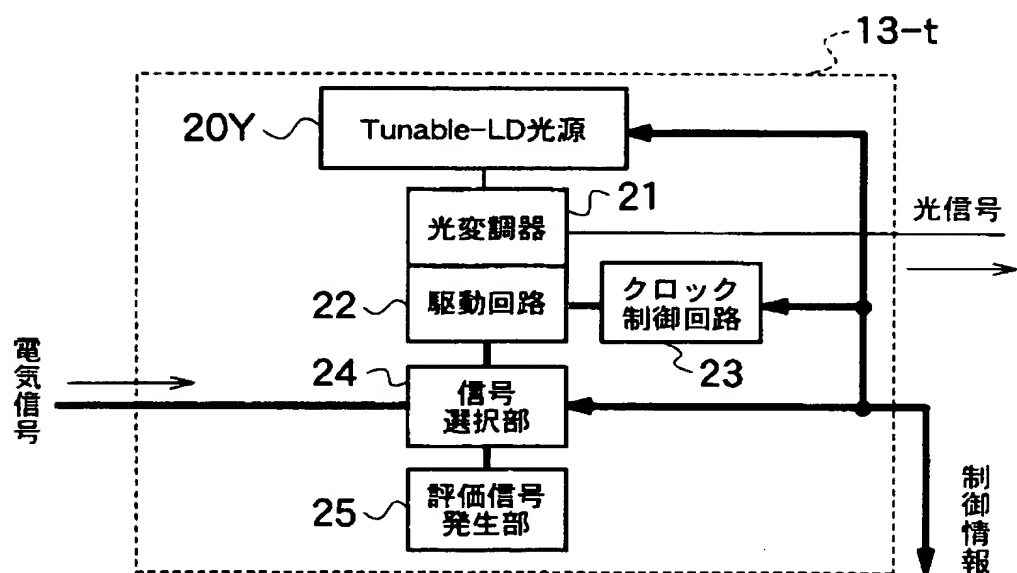 13-t
20Y
Tunable-LD光源
21
光変調器
光信号
22
駆動回路
クロック
制御回路
23
電気信号
24
信号
選択部
25
評価信号
発生部
制御情報